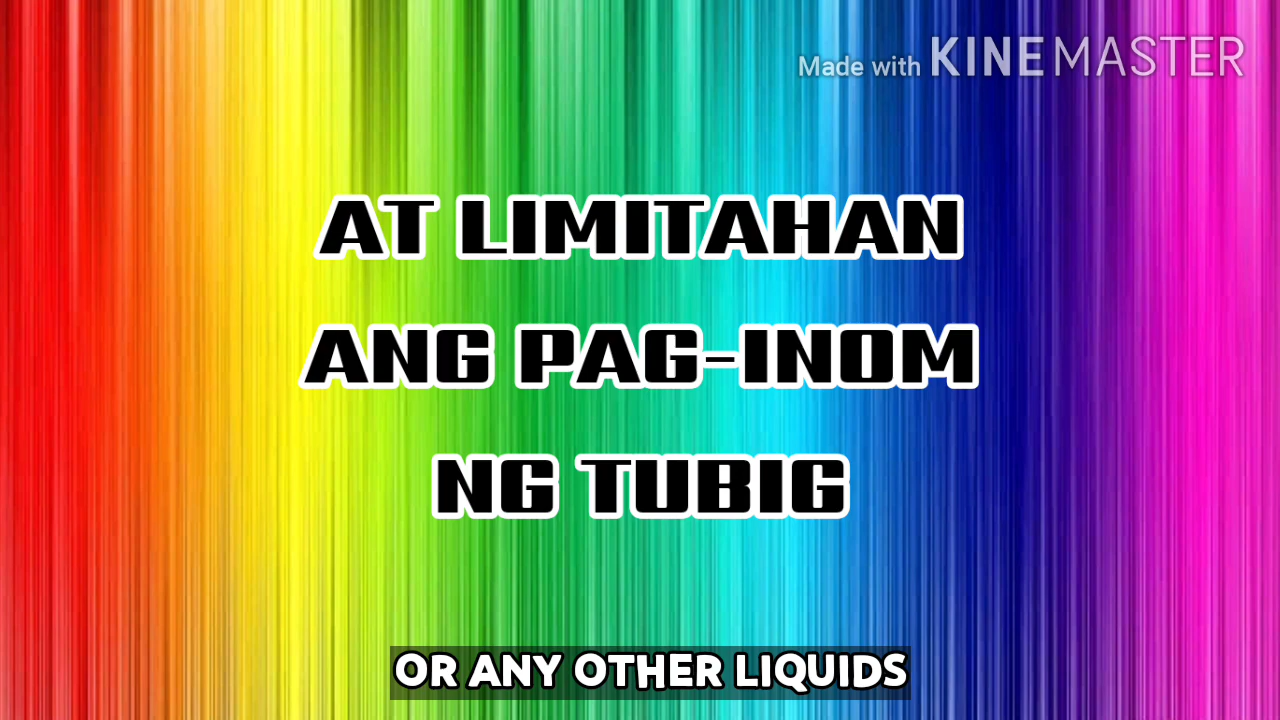 Made with KINEMASTER
AT LIMITAHAN
ANG PAG-INOM
NG TUBIG
OR ANY OTHER LIQUIDS